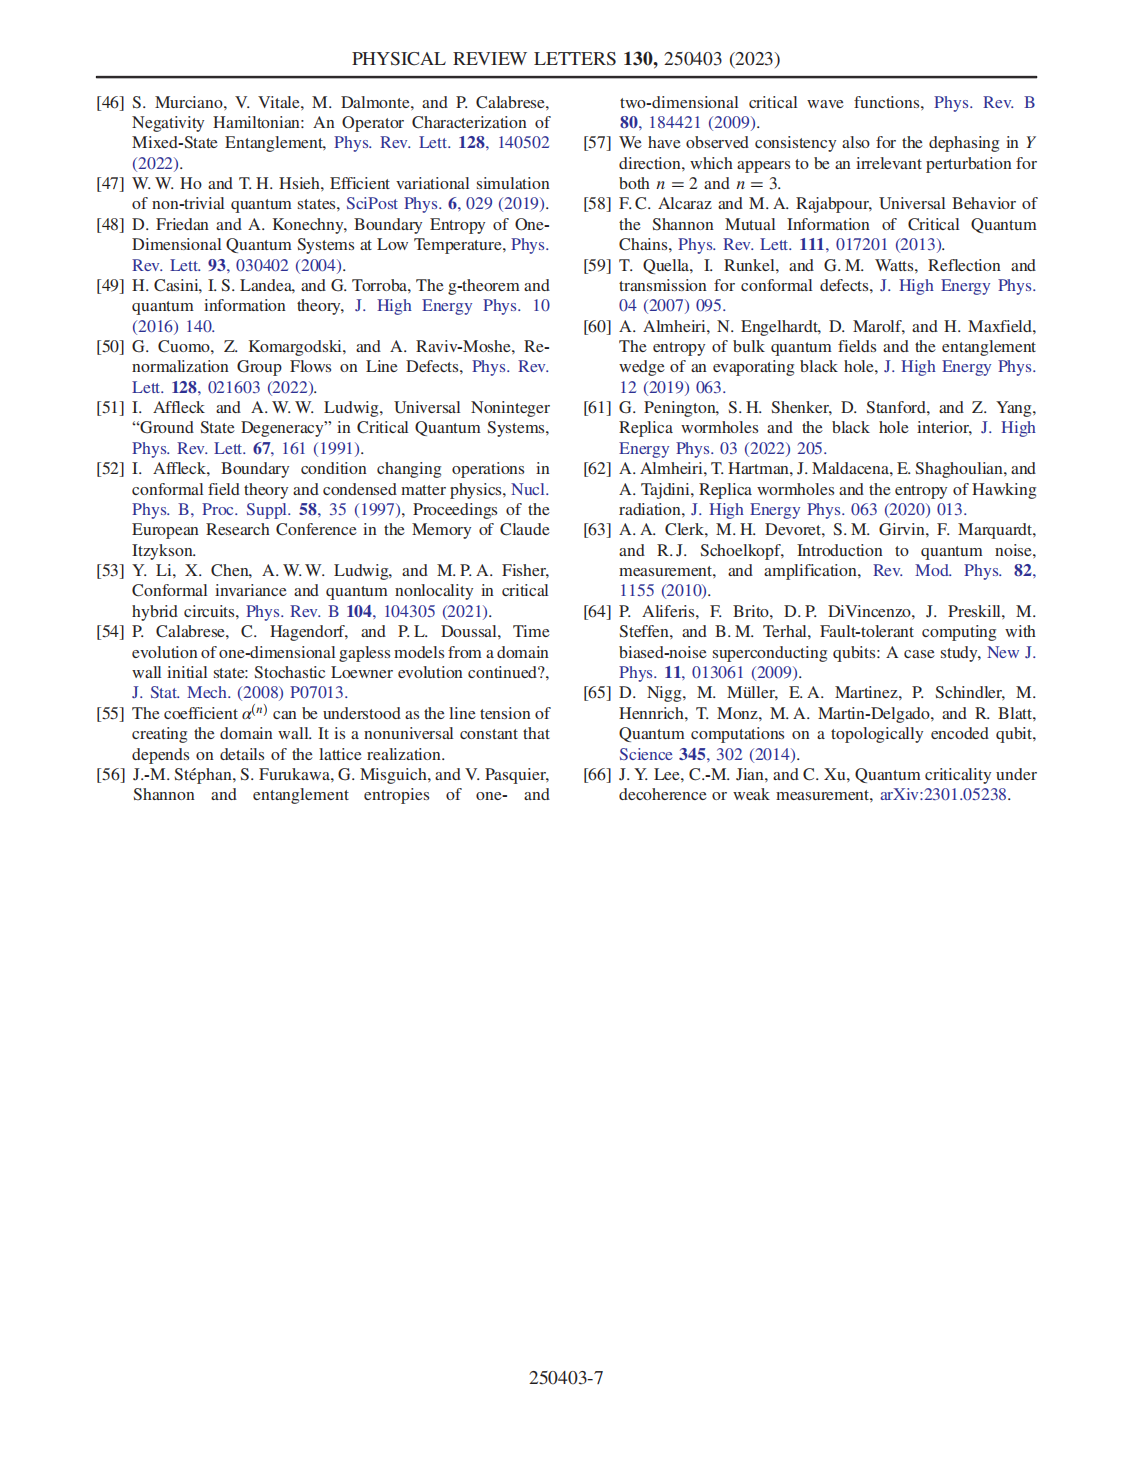 PHYSICAL REVIEW LETTERS 130, 250403 (2023)
[46] S. Murciano, V. Vitale, M. Dalmonte, and P. Calabrese,
Negativity Hamiltonian: An Operator Characterization of
Mixed-State Entanglement, Phys. Rev. Lett. 128, 140502
(2022).
[47] W. W. Ho and T. H. Hsieh, Efficient variational simulation
of non-trivial quantum states, SciPost Phys. 6, 029 (2019).
[48] D. Friedan and A. Konechny, Boundary Entropy of One-
Dimensional Quantum Systems at Low Temperature, Phys.
Rev. Lett. 93, 030402 (2004).
[49] H. Casini, I. S. Landea, and G. Torroba, The g-theorem and
quantum information theory, J. High Energy Phys. 10
(2016) 140.
[50] G. Cuomo, Z. Komargodski, and A. Raviv-Moshe, Re-
normalization Group Flows on Line Defects, Phys. Rev.
Lett. 128, 021603 (2022).
[51] I. Affleck and A. W. W. Ludwig, Universal Noninteger
“Ground State Degeneracy” in Critical Quantum Systems,
Phys. Rev. Lett. 67, 161 (1991).
[52] I. Affleck, Boundary condition changing operations in
conformal field theory and condensed matter physics, Nucl.
Phys. B, Proc. Suppl. 58, 35 (1997), Proceedings of the
European Research Conference in the Memory of Claude
Itzykson.
[53] Y. Li, X. Chen, A. W. W. Ludwig, and M. P. A. Fisher,
Conformal invariance and quantum nonlocality in critical
hybrid circuits, Phys. Rev. B 104, 104305 (2021).
[54] P. Calabrese, C. Hagendorf, and P. L. Doussal, Time
evolution of one-dimensional gapless models from a domain
wall initial state: Stochastic Loewner evolution continued?,
J. Stat. Mech. (2008) P07013.
[55] The coefficient α(n) can be understood as the line tension of
creating the domain wall. It is a nonuniversal constant that
depends on details of the lattice realization.
[56] J.-M. Stéphan, S. Furukawa, G. Misguich, and V. Pasquier,
Shannon and entanglement entropies of one- and
two-dimensional critical wave functions, Phys. Rev. B
80, 184421 (2009).
[57] We have observed consistency also for the dephasing in Y
direction, which appears to be an irrelevant perturbation for
both n = 2 and n = 3.
[58] F. C. Alcaraz and M. A. Rajabpour, Universal Behavior of
the Shannon Mutual Information of Critical Quantum
Chains, Phys. Rev. Lett. 111, 017201 (2013).
[59] T. Quella, I. Runkel, and G. M. Watts, Reflection and
transmission for conformal defects, J. High Energy Phys.
04 (2007) 095.
[60] A. Almheiri, N. Engelhardt, D. Marolf, and H. Maxfield,
The entropy of bulk quantum fields and the entanglement
wedge of an evaporating black hole, J. High Energy Phys.
12 (2019) 063.
[61] G. Penington, S. H. Shenker, D. Stanford, and Z. Yang,
Replica wormholes and the black hole interior, J. High
Energy Phys. 03 (2022) 205.
[62] A. Almheiri, T. Hartman, J. Maldacena, E. Shaghoulian, and
A. Tajdini, Replica wormholes and the entropy of Hawking
radiation, J. High Energy Phys. 063 (2020) 013.
[63] A. A. Clerk, M. H. Devoret, S. M. Girvin, F. Marquardt,
and R. J. Schoelkopf, Introduction to quantum noise,
measurement, and amplification, Rev. Mod. Phys. 82,
1155 (2010).
[64] P. Aliferis, F. Brito, D. P. DiVincenzo, J. Preskill, M.
Steffen, and B. M. Terhal, Fault-tolerant computing with
biased-noise superconducting qubits: A case study, New J.
Phys. 11, 013061 (2009).
[65] D. Nigg, M. Müller, E. A. Martinez, P. Schindler, M.
Hennrich, T. Monz, M. A. Martin-Delgado, and R. Blatt,
Quantum computations on a topologically encoded qubit,
Science 345, 302 (2014).
[66] J. Y. Lee, C.-M. Jian, and C. Xu, Quantum criticality under
decoherence or weak measurement, arXiv:2301.05238.
250403-7